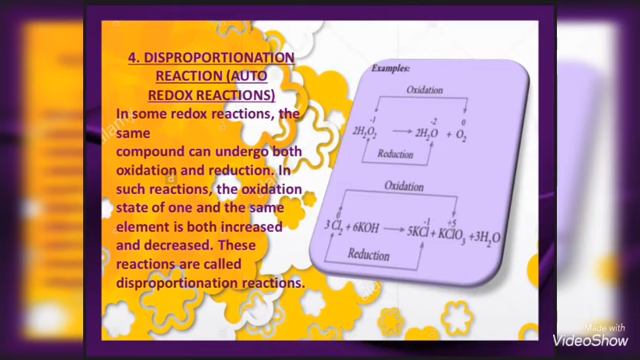 4. DISPROPORTIONATION
REACTION (AUTO
REDOX REACTIONS)
In some redox reactions, the
same
compound can undergo both
oxidation and reduction. In
such reactions, the oxidation
state of one and the same
element is both increased
and decreased. These
reactions are called
disproportionation reactions.
Examples:
Oxidation
-1 -2 0
2H₂O₂ → 2H₂O + O₂
Reduction
Oxidation
0 -1 +5
3 Cl₂ + 6KOH → 5KCl + KClO₃ +3H₂O
Reduction
Made with
VideoShow